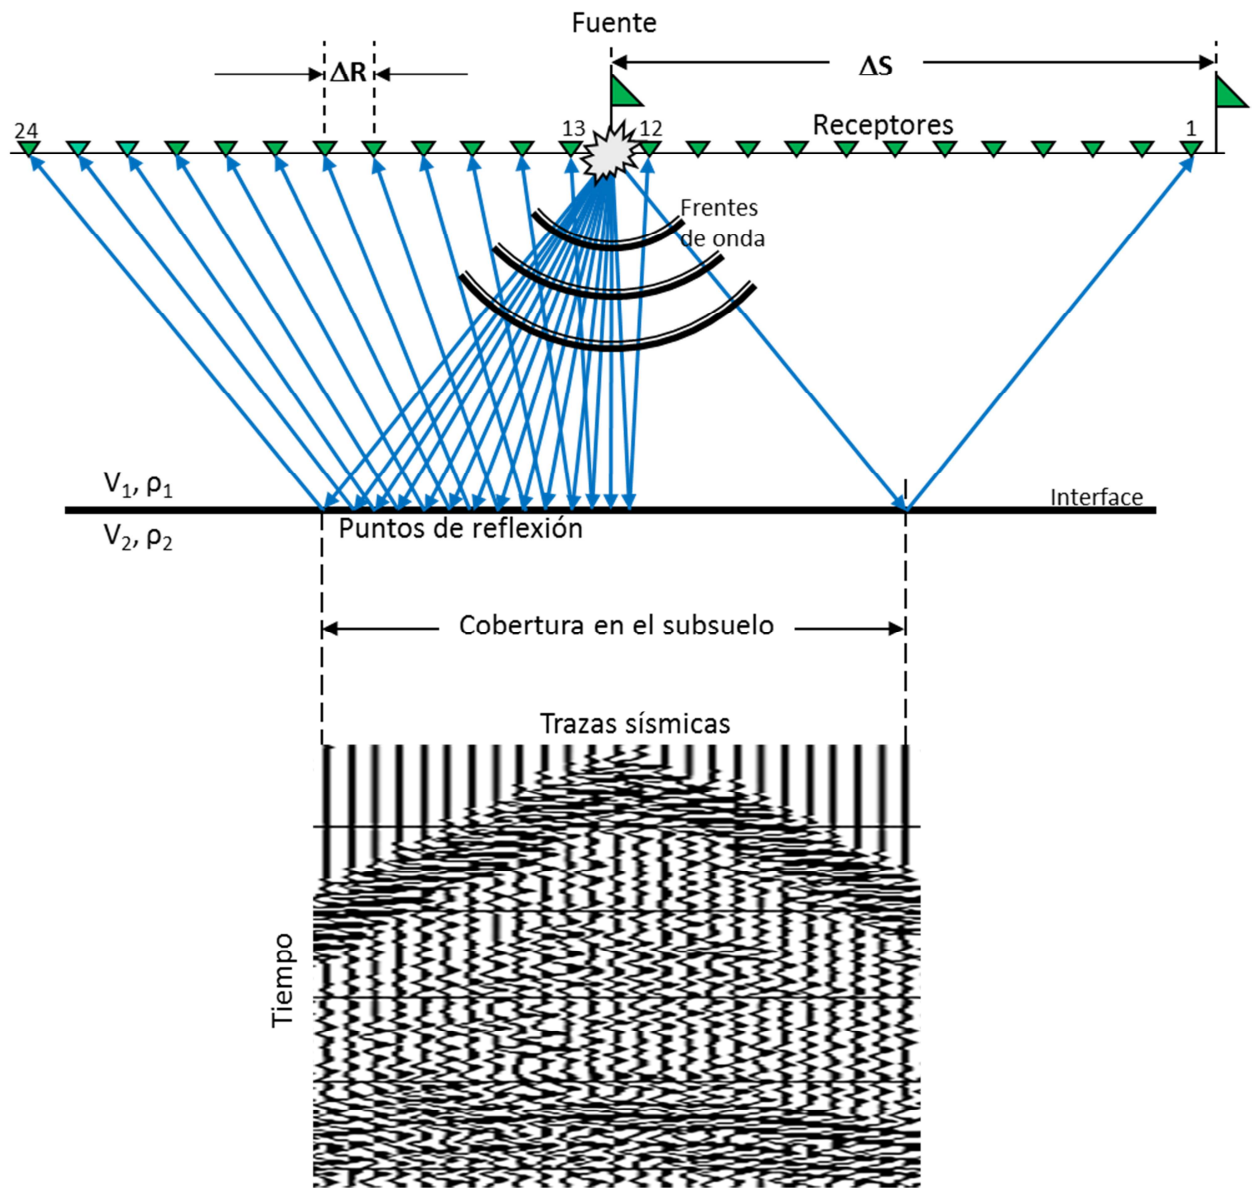 Fuente
ΔR
ΔS
24
13
12
Receptores
1
Frentes
de onda
V1, ρ1
Interface
V2, ρ2
Puntos de reflexión
Cobertura en el subsuelo
Trazas sísmicas
Tiempo